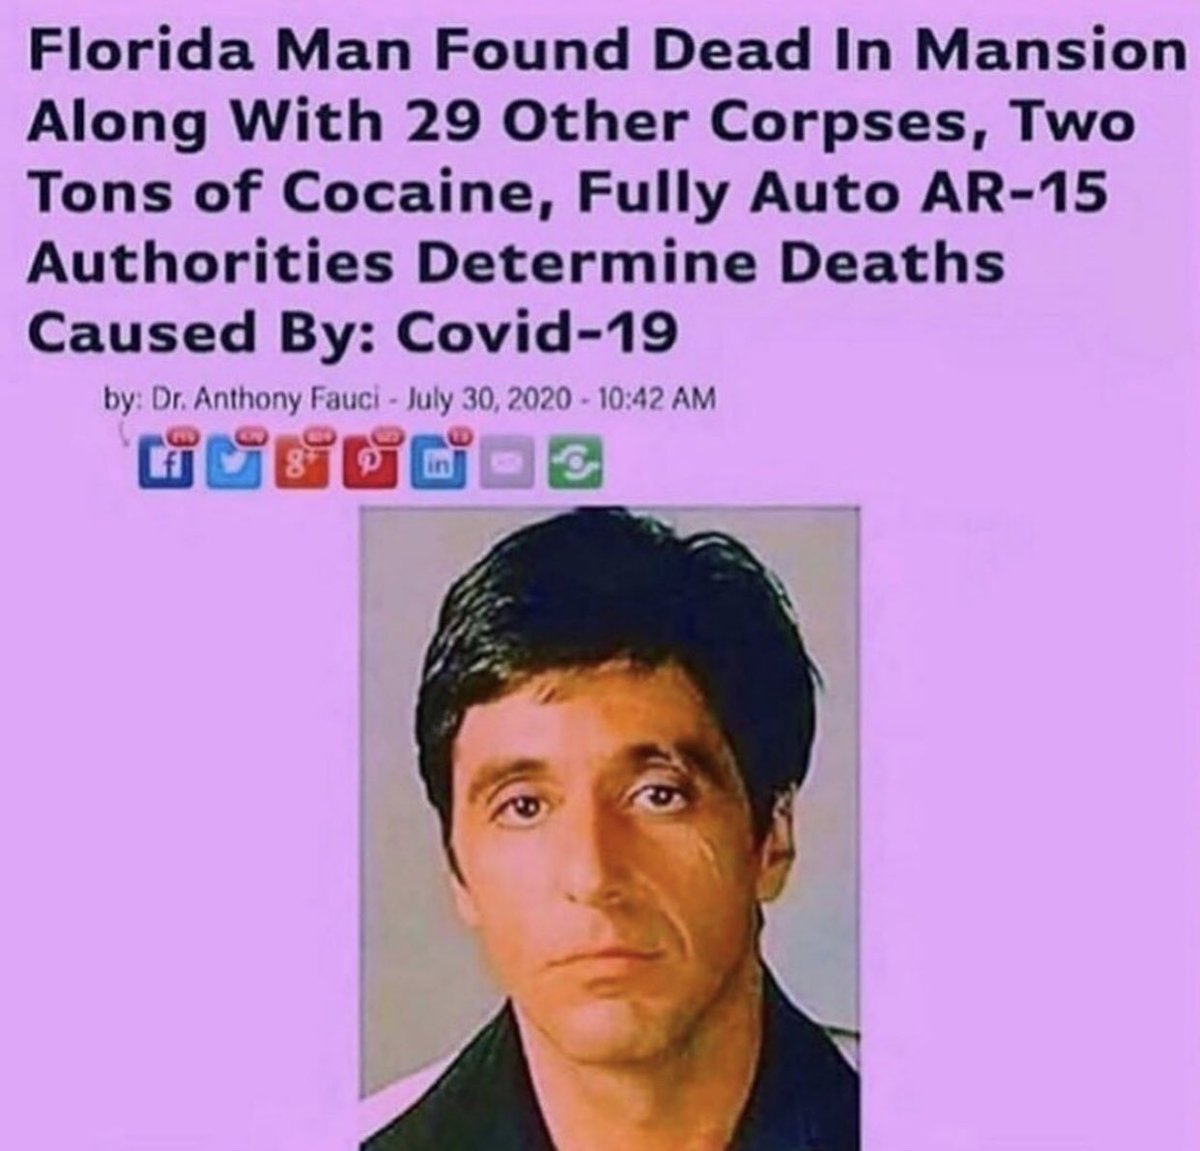 Florida Man Found Dead In Mansion
Along With 29 Other Corpses, Two
Tons of Cocaine, Fully Auto AR-15
Authorities Determine Deaths
Caused By: Covid-19
by: Dr. Anthony Fauci - July 30, 2020 - 10:42 AM
f g+ in